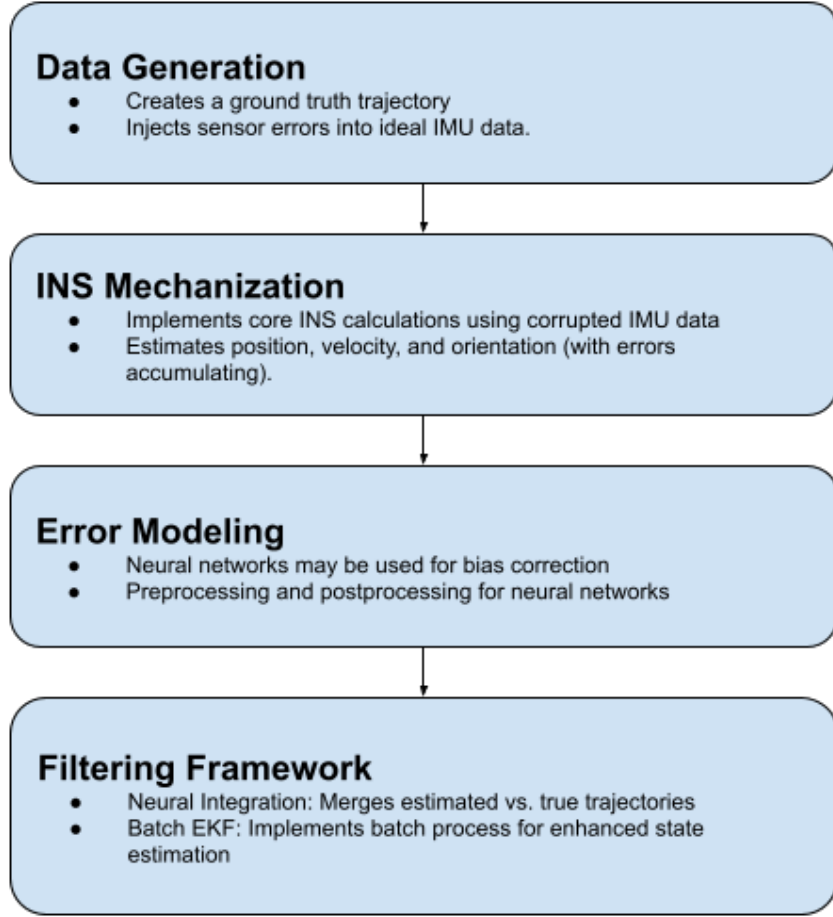 Data Generation
● Creates a ground truth trajectory
● Injects sensor errors into ideal IMU data.
INS Mechanization
● Implements core INS calculations using corrupted IMU data
● Estimates position, velocity, and orientation (with errors
accumulating).
Error Modeling
● Neural networks may be used for bias correction
● Preprocessing and postprocessing for neural networks
Filtering Framework
● Neural Integration: Merges estimated vs. true trajectories
● Batch EKF: Implements batch process for enhanced state
estimation